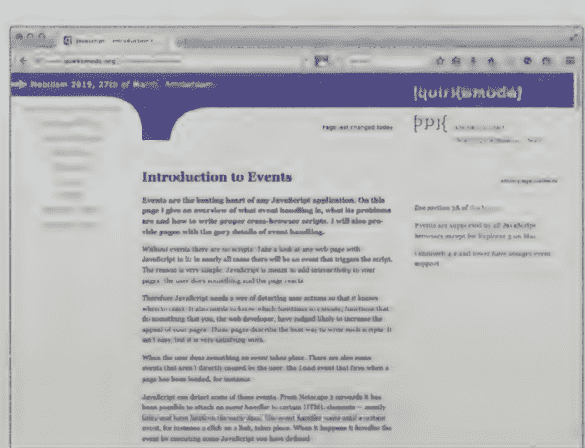 quirksmode.org
2019, 27th of Amsterdam
[quirksmode]
ppk{
Page last changed today
Introduction to Events
Events are the beating heart of any JavaScript application. On this
page I give an overview of what event handling is, what its problems
are and how to write proper cross-browser scripts. I will also pro-
vide pages with the gory details of event handling.
Without events there are no scripts. Take a look at any web page with
JavaScript in it: in nearly all cases there will be an event that triggers the script.
The reason is very simple. JavaScript is meant to add interactivity to your
pages: the user does something and the page reacts.
Therefore JavaScript needs a way of detecting user actions so that it knows
when to react. It also needs to know which functions to execute, functions that
do something that you, the web developer, have judged likely to increase the
appeal of your pages. These pages describe the best way to write such scripts. It
isn't easy, but it is very satisfying work.
When the user does something an event takes place. There are also some
events that aren't directly caused by the user: the load event that fires when a
page has been loaded, for instance.
JavaScript can detect some of these events. From Netscape 2 onwards it has
been possible to attach an event handler to certain HTML elements — mostly
event, for instance a click on a link, takes place. When it happens it handles the
event by executing some JavaScript you have defined
See section 7A of the
Events are supported by all JavaScript
browsers except for Explorer 3 on Mac.
and lower have event
support